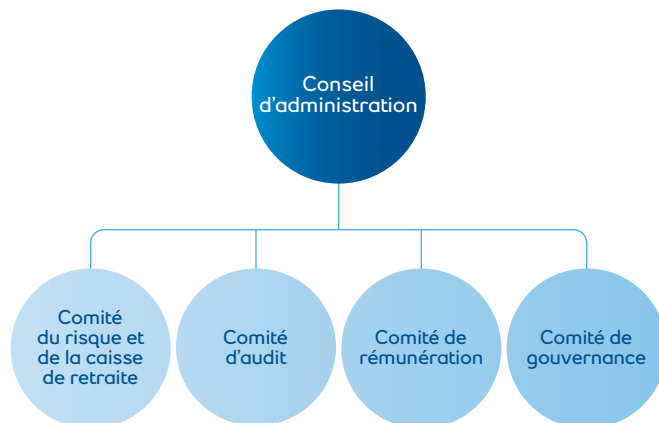 Conseil
d'administration
Comité
du risque et
de la caisse
de retraite
Comité
d'audit
Comité de
rémunération
Comité de
gouvernance